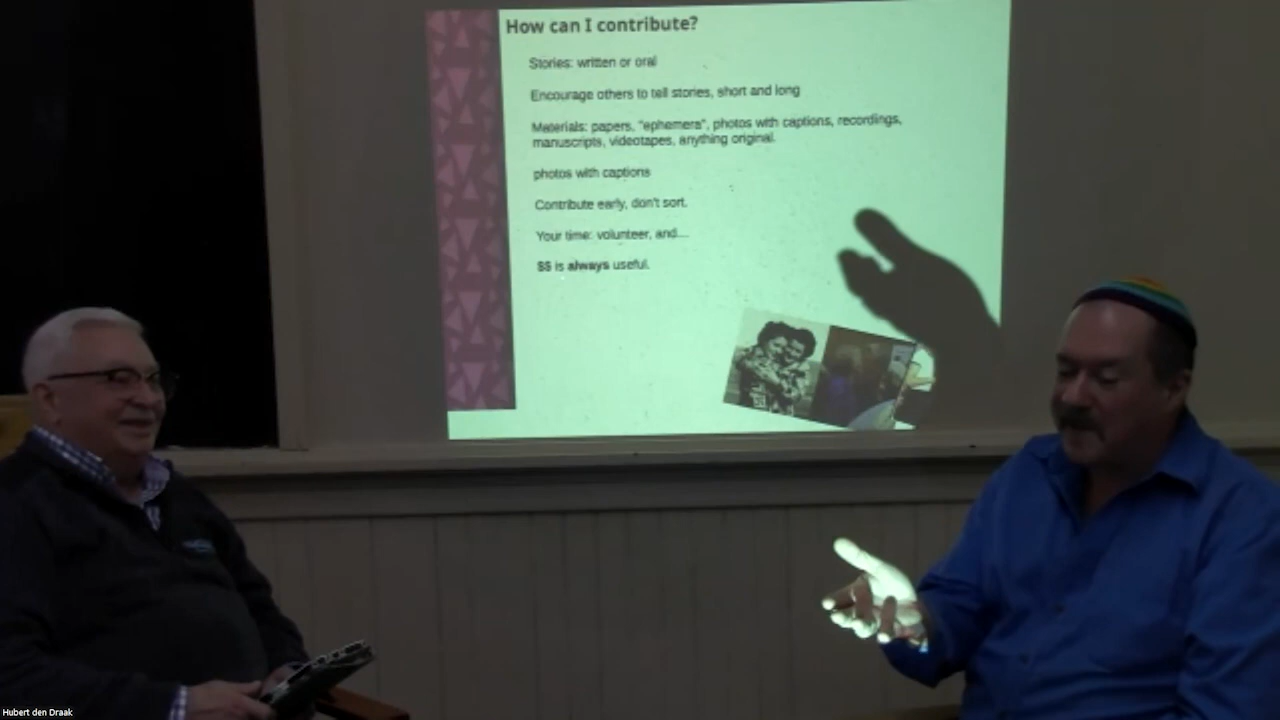 How can I contribute?
Stories: written or oral
Encourage others to tell stories, short and long
Materials: papers, "ephemera", photos with captions, recordings,
manuscripts, videotapes, anything original.
photos with captions
Contribute early, don't sort.
Your time: volunteer, and...
$$ is always useful.
Hubert den Draak